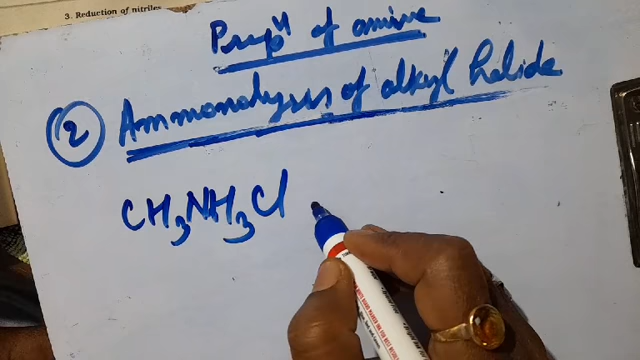 3. Reduction of nitriles
Prepⁿ of amine
② Ammonolysis of alkyl halide
CH₃NH₃Cl